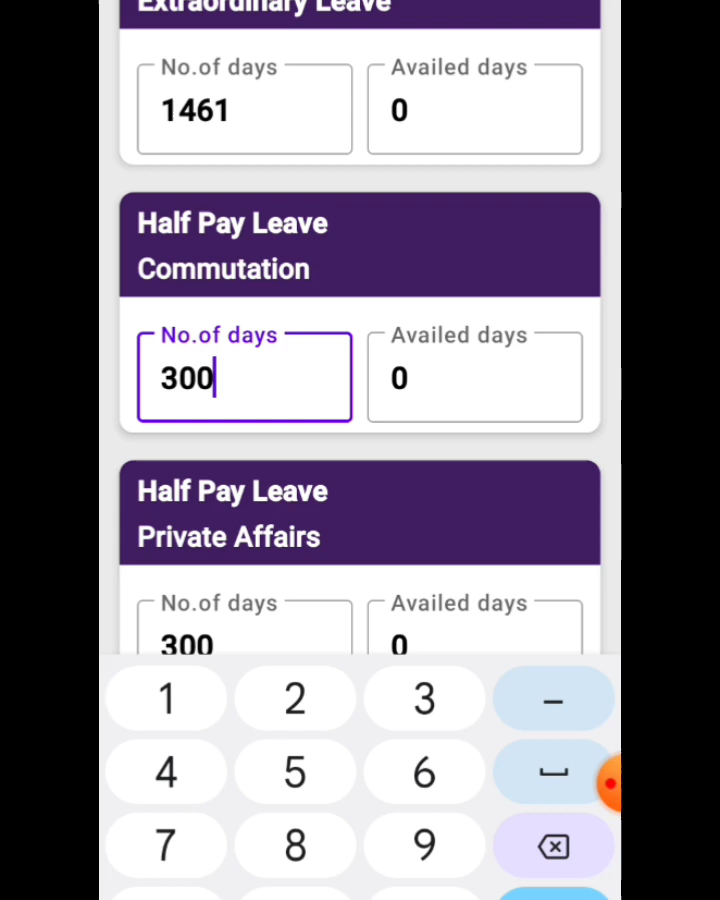 Extraordinary Leave
No.of days
Availed days
1461
0
Half Pay Leave
Commutation
No.of days
Availed days
300
0
Half Pay Leave
Private Affairs
No.of days
Availed days
300
0
1 2 3 –
4 5 6
7 8 9